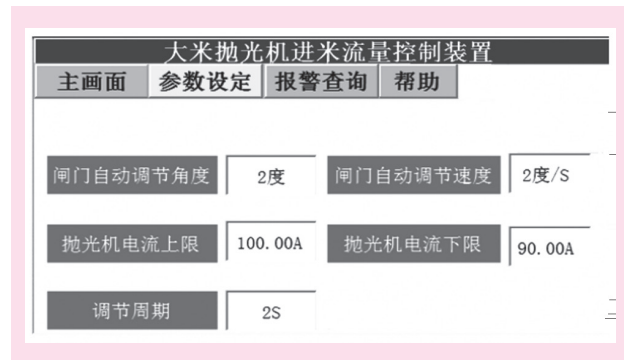 大米抛光机进米流量控制装置
主画面 参数设定 报警查询 帮助
闸门自动调节角度 2度 闸门自动调节速度 2度/S
抛光机电流上限 100.00A 抛光机电流下限 90.00A
调节周期 2S